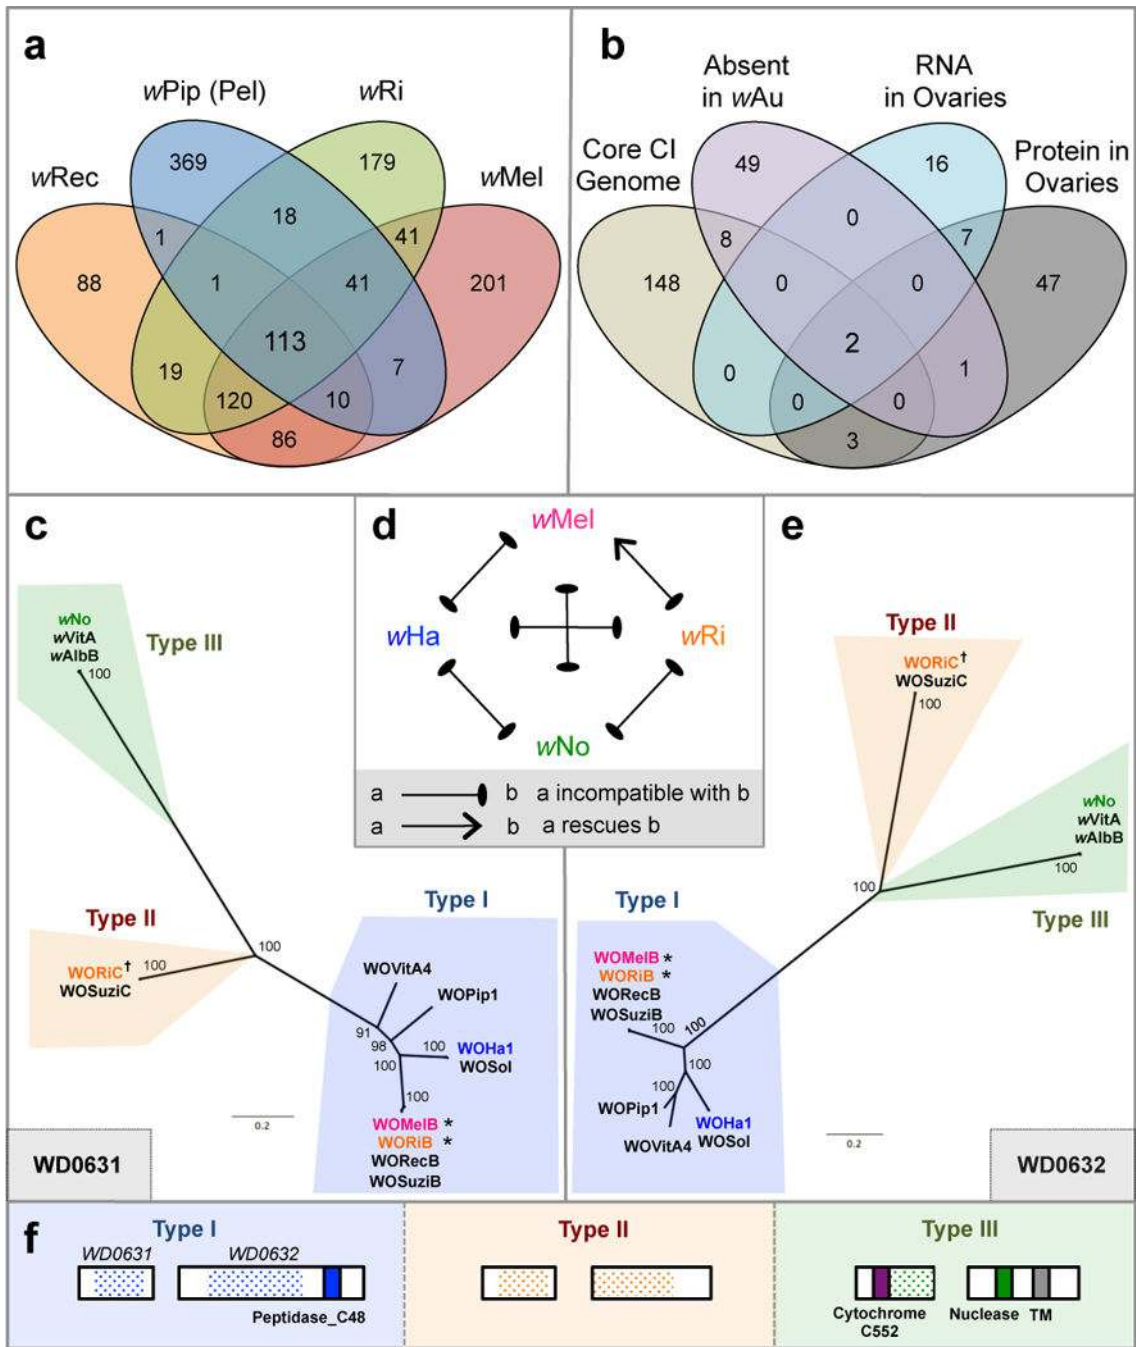 a
wPip (Pel)
wRi
wRec
wMel
369
179
18
1
41
88
1
41
201
113
19
7
120
10
86
b
Absent
in wAu
RNA
in Ovaries
Core CI
Genome
Protein in
Ovaries
49
16
0
8
7
148
0
0
47
2
0
1
0
0
3
c
wNo
wVitA
wAlbB
100
Type III
Type II
WORiC†
WOSuziC
100
100
Type I
WOVitA4
WOPip1
91
98
100
100
WOHa1
WOSol
100
WOMelB *
WORiB *
WORecB
WOSuziB
0.2
WD0631
d
wMel
wHa
wRi
wNo
a b a incompatible with b
a b a rescues b
e
Type II
WORiC†
WOSuziC
100
wNo
wVitA
wAlbB
100
100
Type III
Type I
WOMelB *
WORiB *
WORecB
WOSuziB
100
100
100
100
WOPip1
WOHa1
WOVitA4
WOSol
0.2
WD0632
f
Type I
WD0631
WD0632
Peptidase_C48
Type II
Type III
Cytochrome
C552
Nuclease
TM